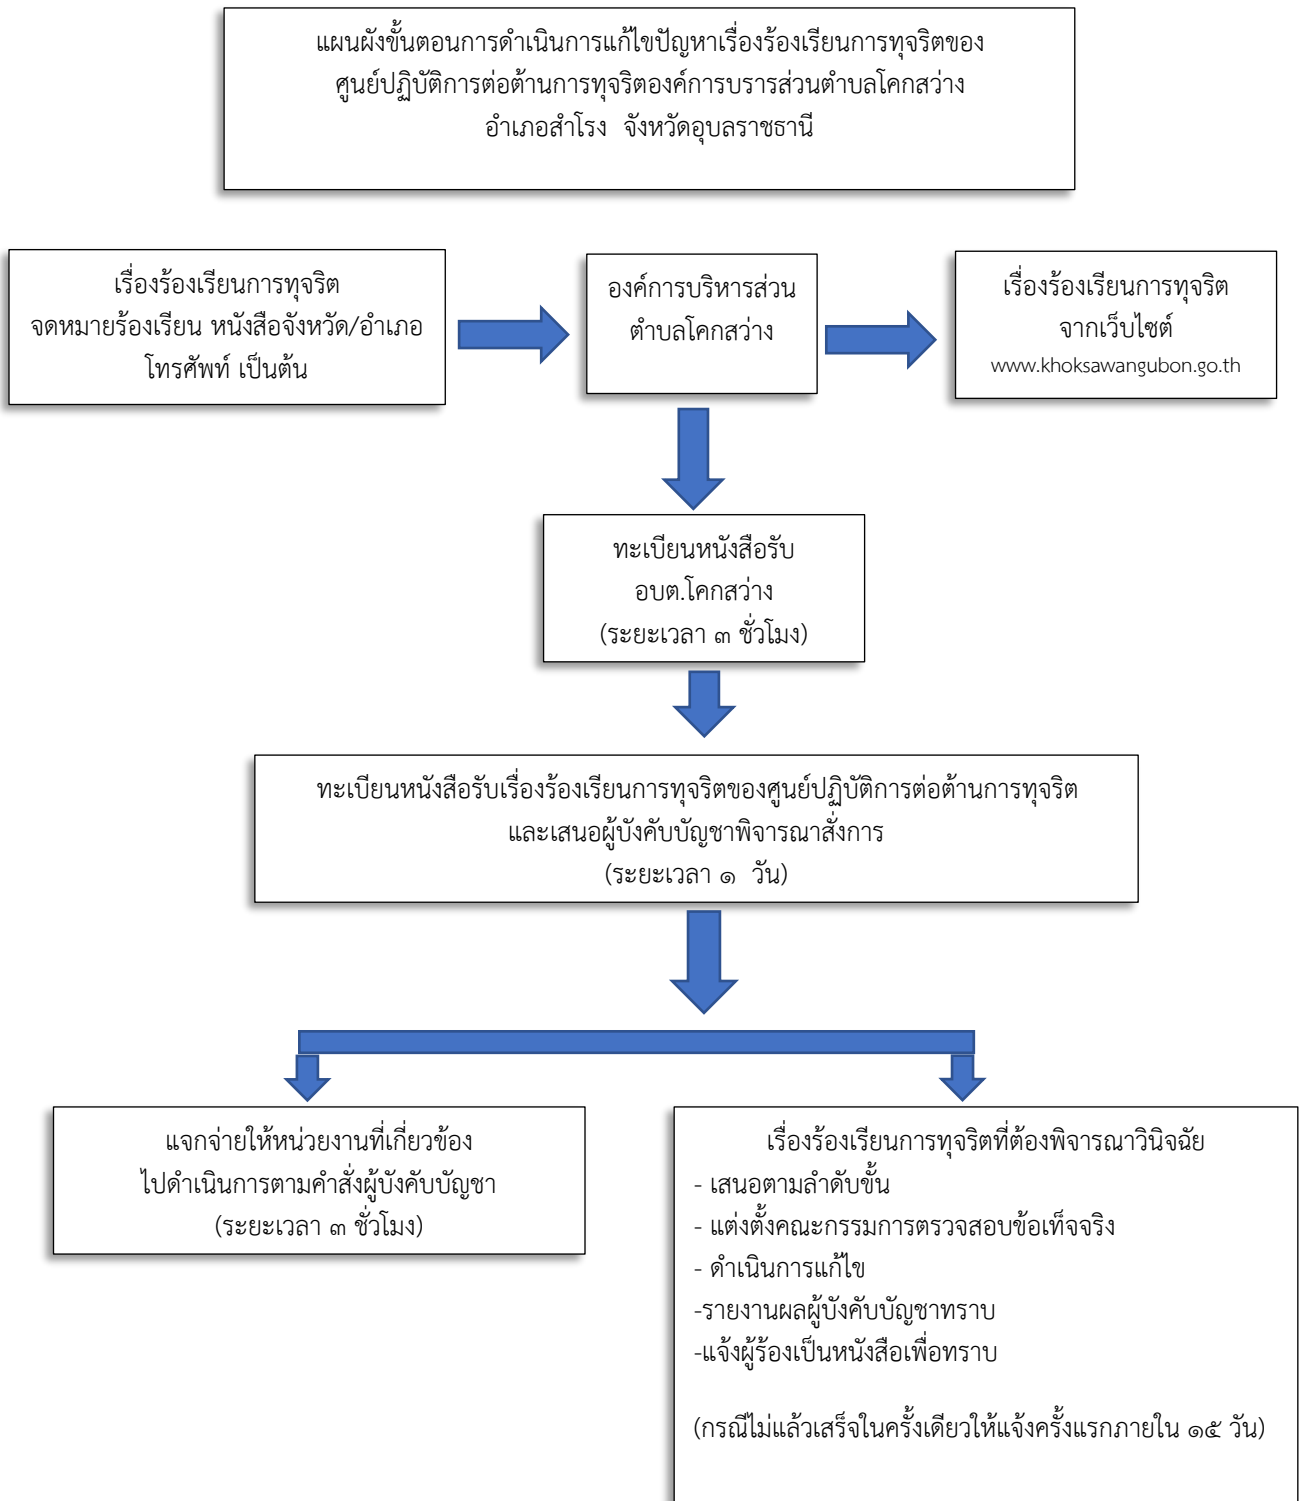 แผนผังขั้นตอนการดำเนินการแก้ไขปัญหาเรื่องร้องเรียนการทุจริตของ
ศูนย์ปฏิบัติการต่อต้านการทุจริตองค์การบรารส่วนตำบลโคกสว่าง
อำเภอสำโรง จังหวัดอุบลราชธานี
เรื่องร้องเรียนการทุจริต
จดหมายร้องเรียน หนังสือจังหวัด/อำเภอ
โทรศัพท์ เป็นต้น
องค์การบริหารส่วน
ตำบลโคกสว่าง
เรื่องร้องเรียนการทุจริต
จากเว็บไซต์
www.khoksawangubon.go.th
ทะเบียนหนังสือรับ
อบต.โคกสว่าง
(ระยะเวลา ๓ ชั่วโมง)
ทะเบียนหนังสือรับเรื่องร้องเรียนการทุจริตของศูนย์ปฏิบัติการต่อต้านการทุจริต
และเสนอผู้บังคับบัญชาพิจารณาสั่งการ
(ระยะเวลา ๑ วัน)
แจกจ่ายให้หน่วยงานที่เกี่ยวข้อง
ไปดำเนินการตามคำสั่งผู้บังคับบัญชา
(ระยะเวลา ๓ ชั่วโมง)
เรื่องร้องเรียนการทุจริตที่ต้องพิจารณาวินิจฉัย
- เสนอตามลำดับขั้น
- แต่งตั้งคณะกรรมการตรวจสอบข้อเท็จจริง
- ดำเนินการแก้ไข
-รายงานผลผู้บังคับบัญชาทราบ
-แจ้งผู้ร้องเป็นหนังสือเพื่อทราบ
(กรณีไม่แล้วเสร็จในครั้งเดียวให้แจ้งครั้งแรกภายใน ๑๕ วัน)